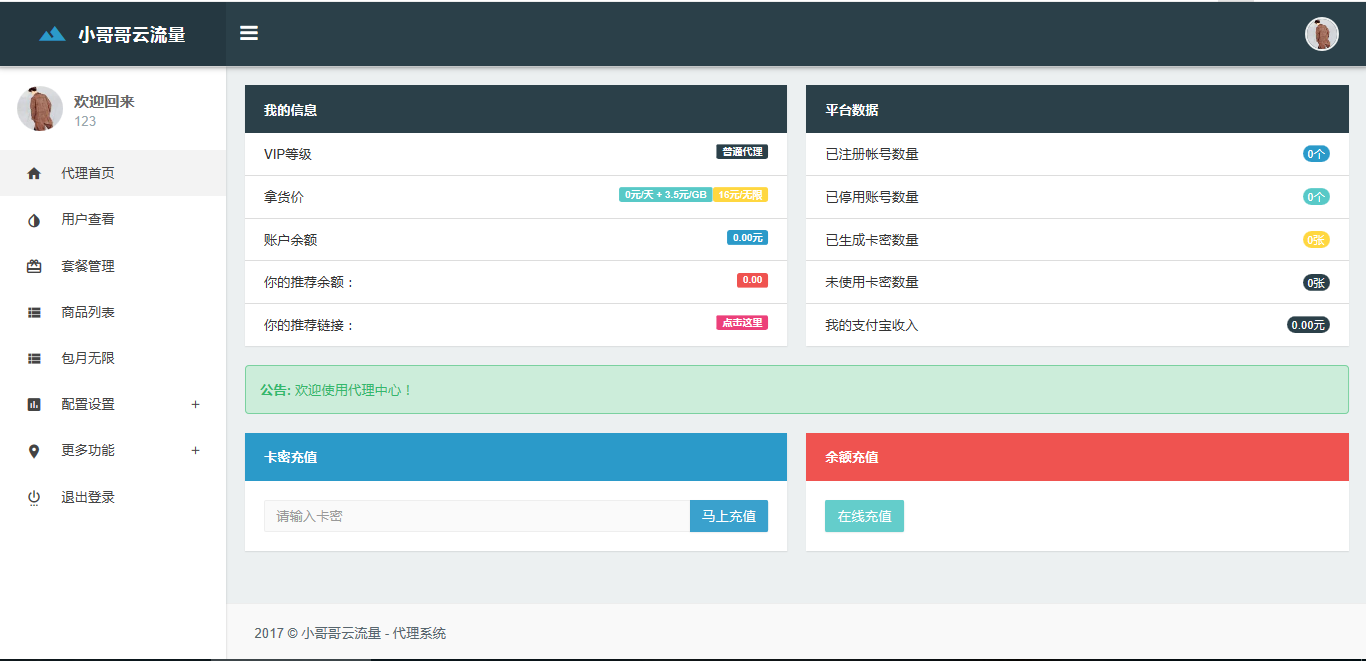 小哥哥云流量
欢迎回来
123
代理首页
用户查看
套餐管理
商品列表
包月无限
配置设置 +
更多功能 +
退出登录
我的信息
VIP等级 普通代理
拿货价 0元/天 + 3.5元/GB 16元/无限
账户余额 0.00元
你的推荐余额： 0.00
你的推荐链接： 点击这里
平台数据
已注册帐号数量 0个
已停用账号数量 0个
已生成卡密数量 0张
未使用卡密数量 0张
我的支付宝收入 0.00元
公告: 欢迎使用代理中心！
卡密充值
请输入卡密 马上充值
余额充值
在线充值
2017 © 小哥哥云流量 - 代理系统